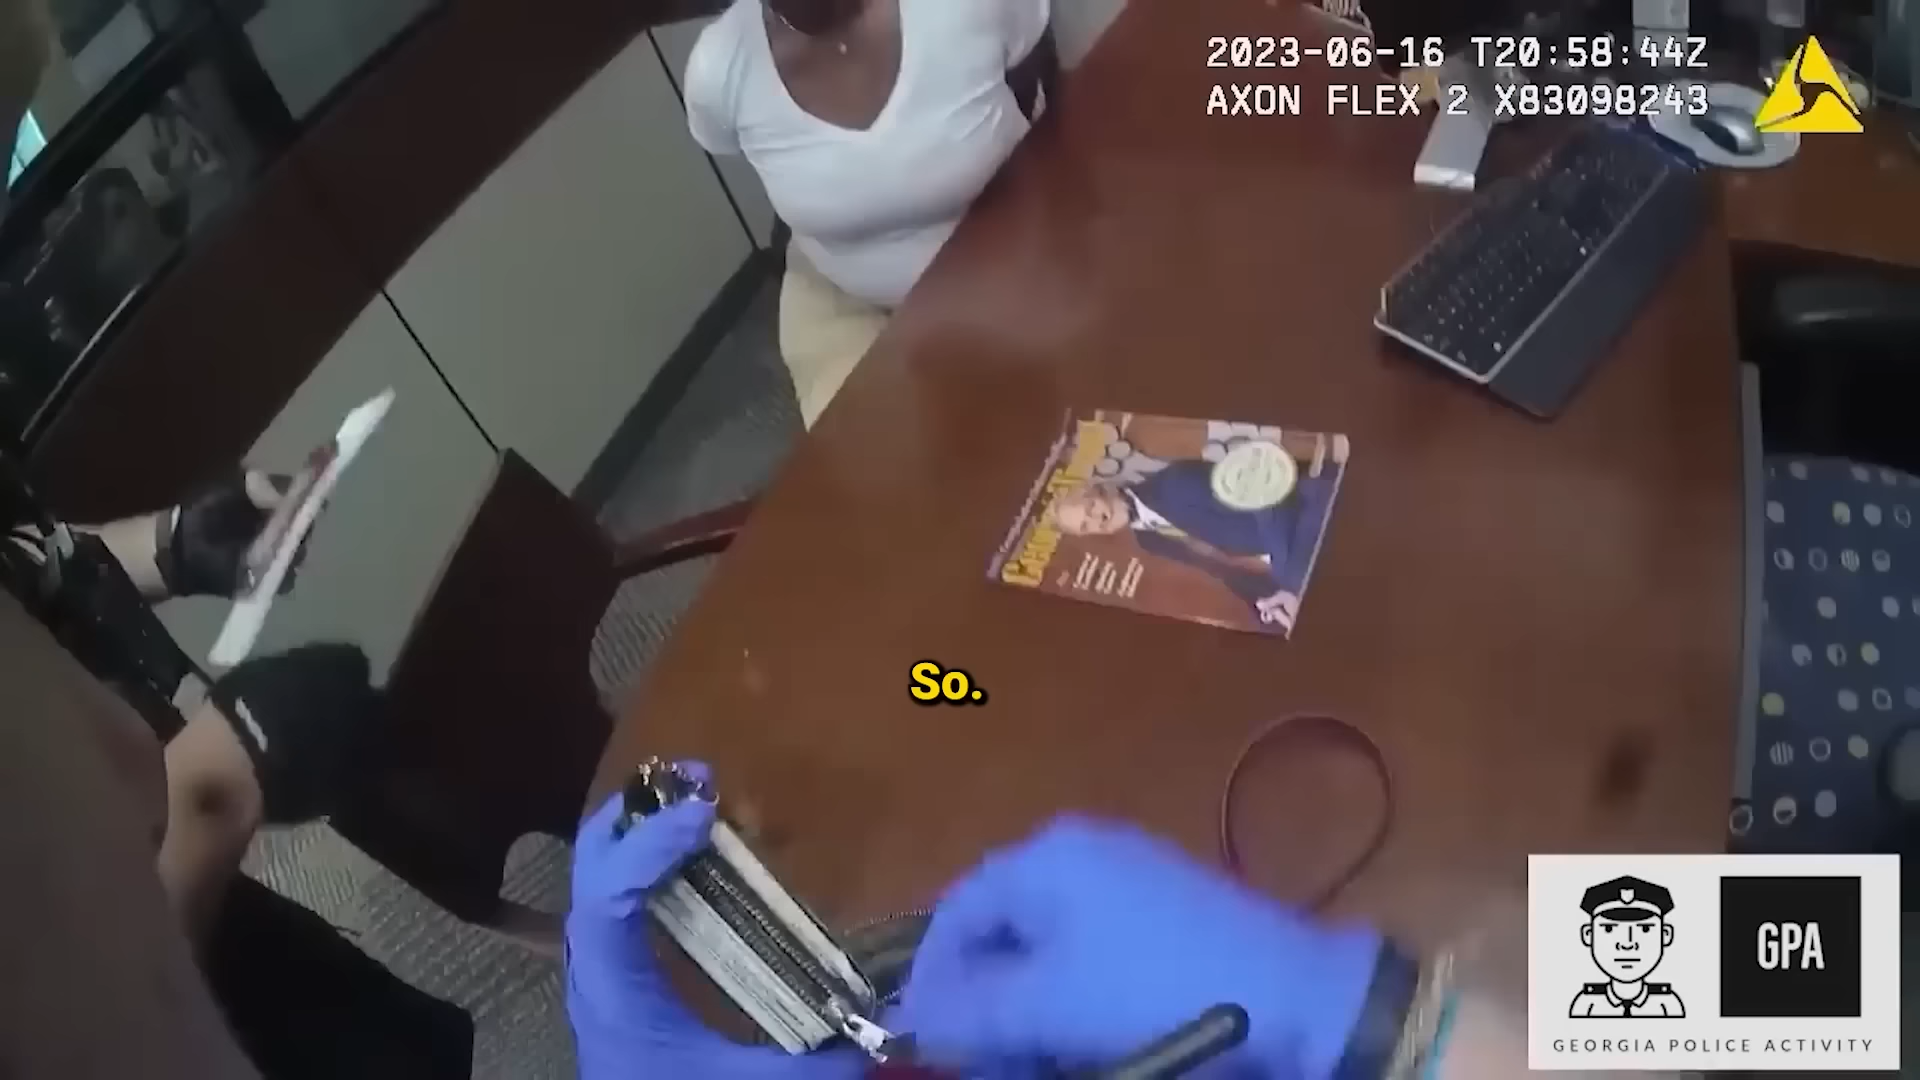 2023-06-16 T20:58:44Z
AXON FLEX 2 X83098243
So.
GPA
GEORGIA POLICE ACTIVITY